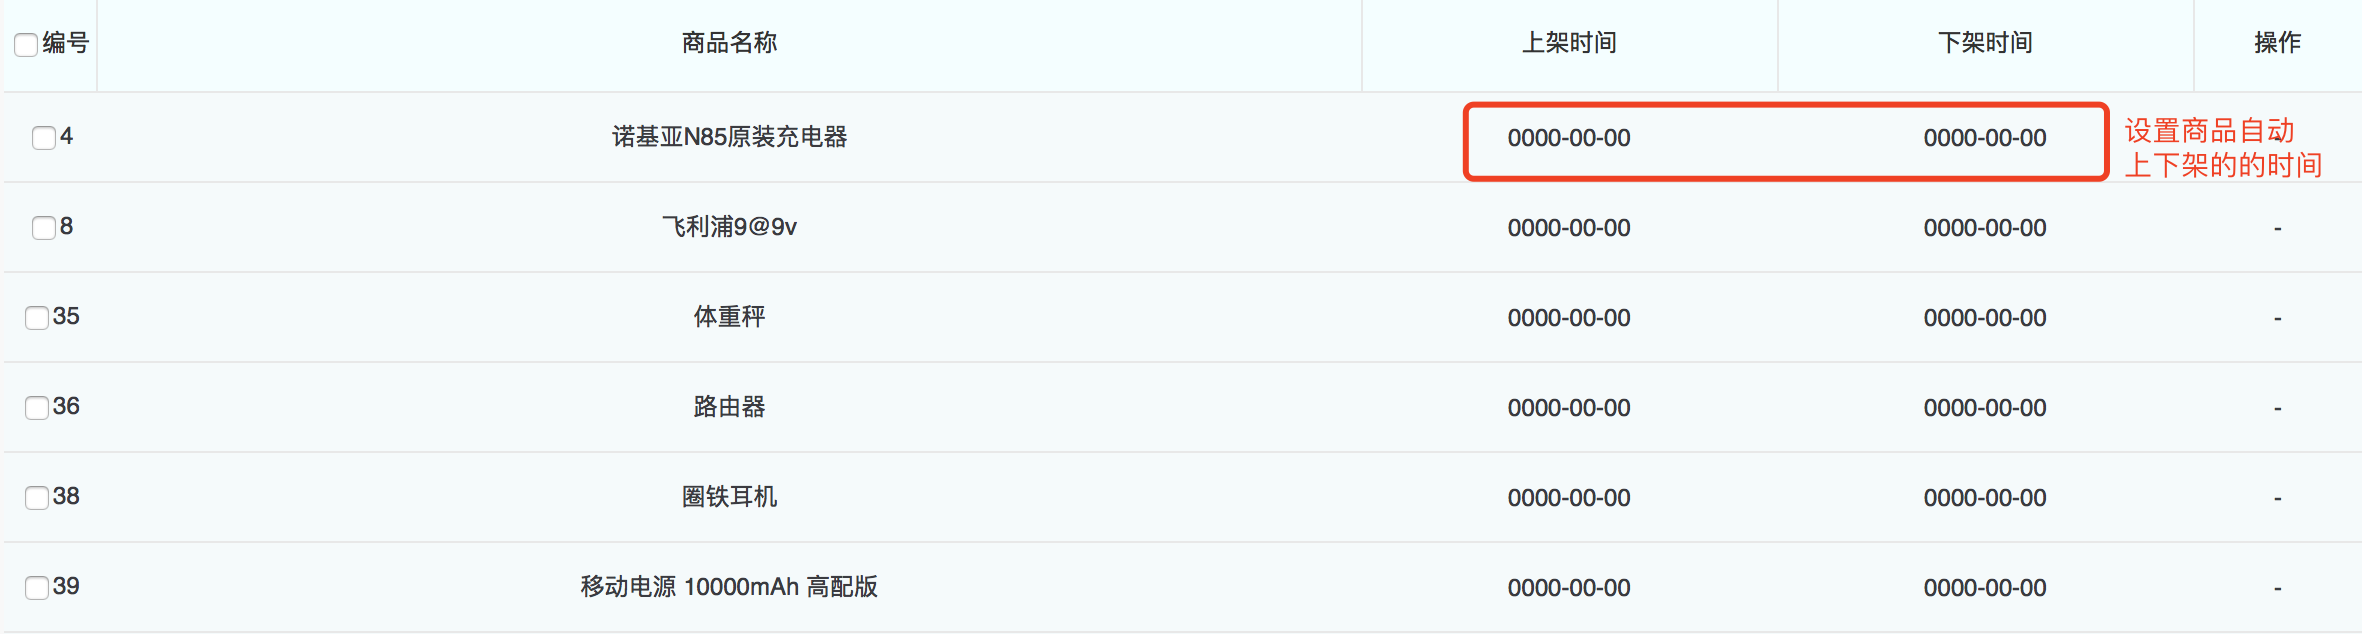 编号 商品名称 上架时间 下架时间 操作
4 诺基亚N85原装充电器 0000-00-00 0000-00-00 -
设置商品自动
上下架的的时间
8 飞利浦9@9v 0000-00-00 0000-00-00 -
35 体重秤 0000-00-00 0000-00-00 -
36 路由器 0000-00-00 0000-00-00 -
38 圈铁耳机 0000-00-00 0000-00-00 -
39 移动电源 10000mAh 高配版 0000-00-00 0000-00-00 -